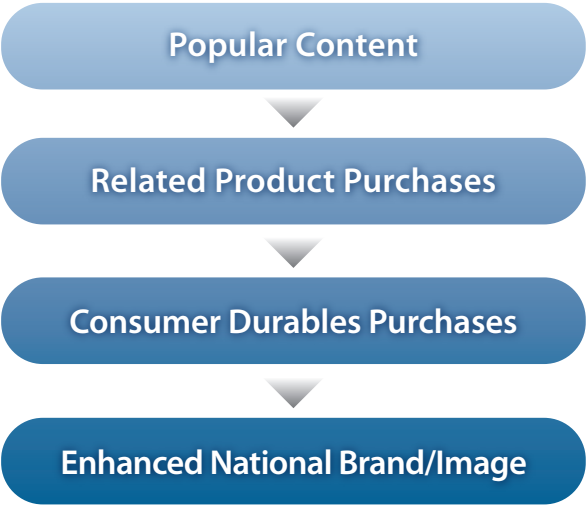 Popular Content
Related Product Purchases
Consumer Durables Purchases
Enhanced National Brand/Image